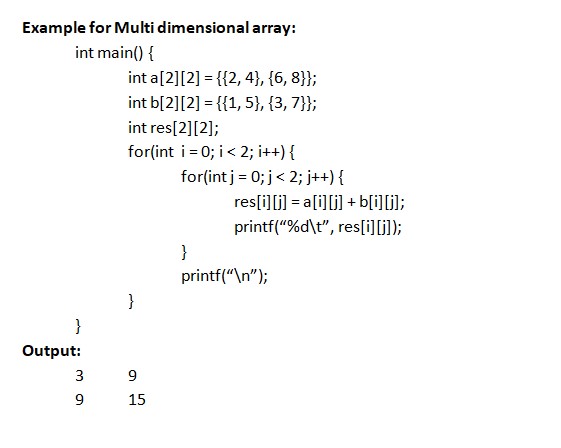 Example for Multi dimensional array:
int main() {
int a[2][2] = {{2, 4}, {6, 8}};
int b[2][2] = {{1, 5}, {3, 7}};
int res[2][2];
for(int i = 0; i < 2; i++) {
for(int j = 0; j < 2; j++) {
res[i][j] = a[i][j] + b[i][j];
printf(“%d\t”, res[i][j]);
}
printf(“\n”);
}
}
Output:
3 9
9 15